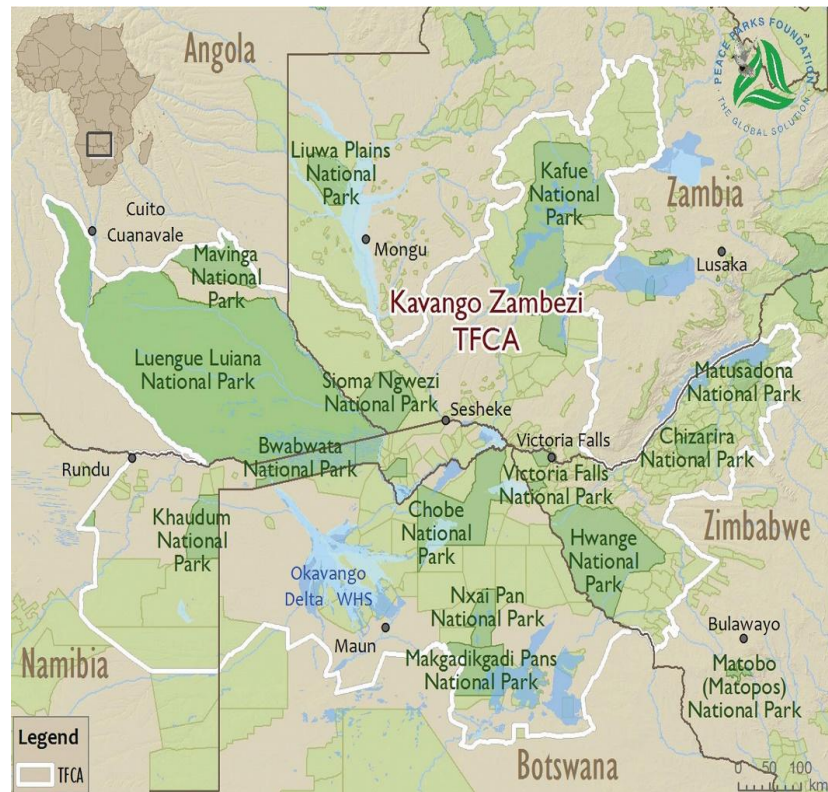 Angola
PEACE PARKS FOUNDATION
THE GLOBAL SOLUTION
Liuwa Plains
National
Park
Kafue
National
Park
Zambia
Cuito
Cuanavale
Mavinga
National
Park
Mongu
Lusaka
Kavango Zambezi
TFCA
Luengue Luiana
National Park
Sioma Ngwezi
National Park
Matusadona
National Park
Sesheke
Victoria Falls
Chizarira
National Park
Rundu
Bwabwata
National Park
Victoria Falls
National Park
Khaudum
National
Park
Chobe
National
Park
Zimbabwe
Hwange
National
Park
Okavango
Delta WHS
Nxai Pan
National Park
Maun
Bulawayo
Namibia
Makgadikgadi Pans
National Park
Matobo
(Matopos)
National Park
Legend
TFCA
Botswana
0 50 100
km